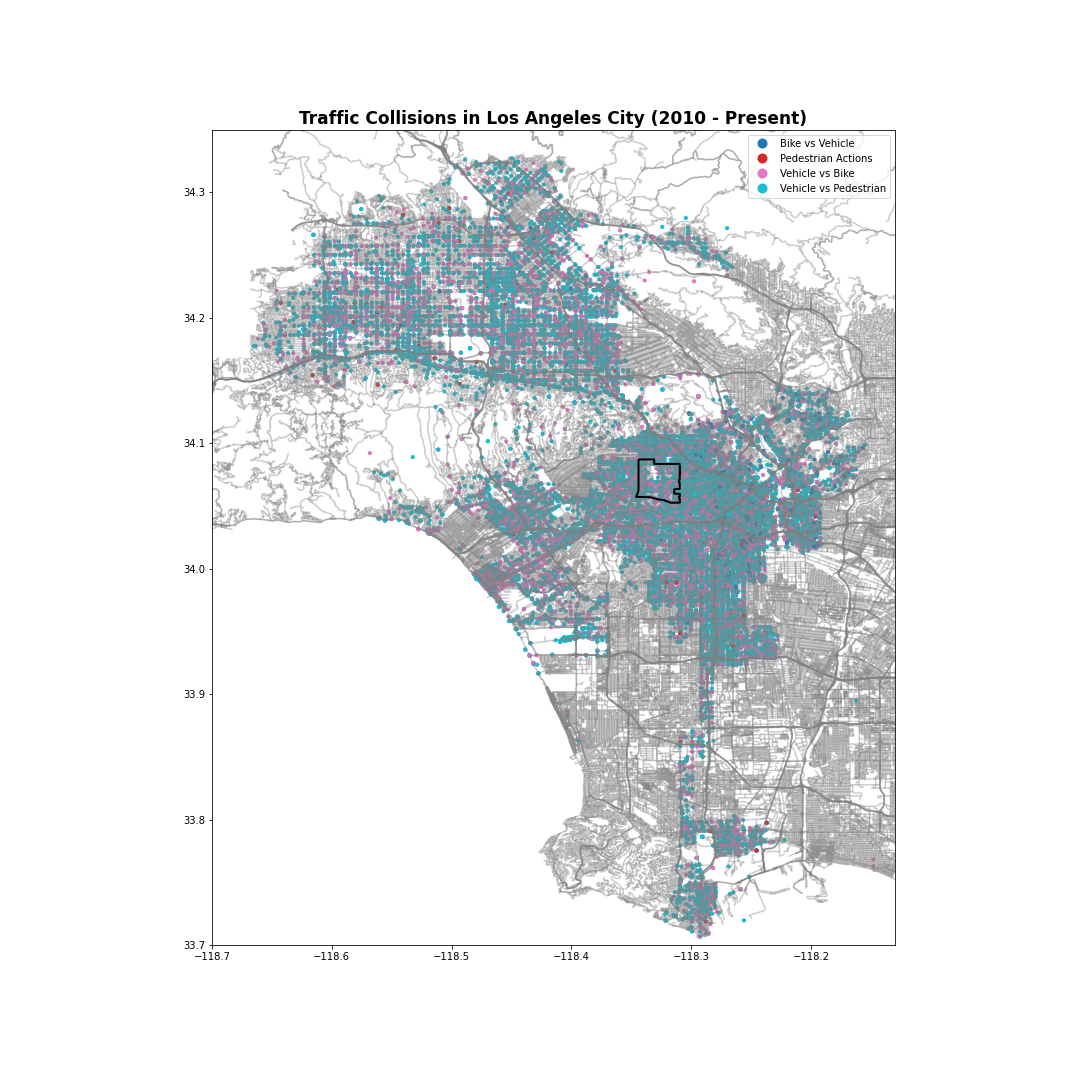 Traffic Collisions in Los Angeles City (2010 - Present)
Bike vs Vehicle
Pedestrian Actions
Vehicle vs Bike
Vehicle vs Pedestrian
34.3
34.2
34.1
34.0
33.9
33.8
33.7
−118.7 −118.6 −118.5 −118.4 −118.3 −118.2